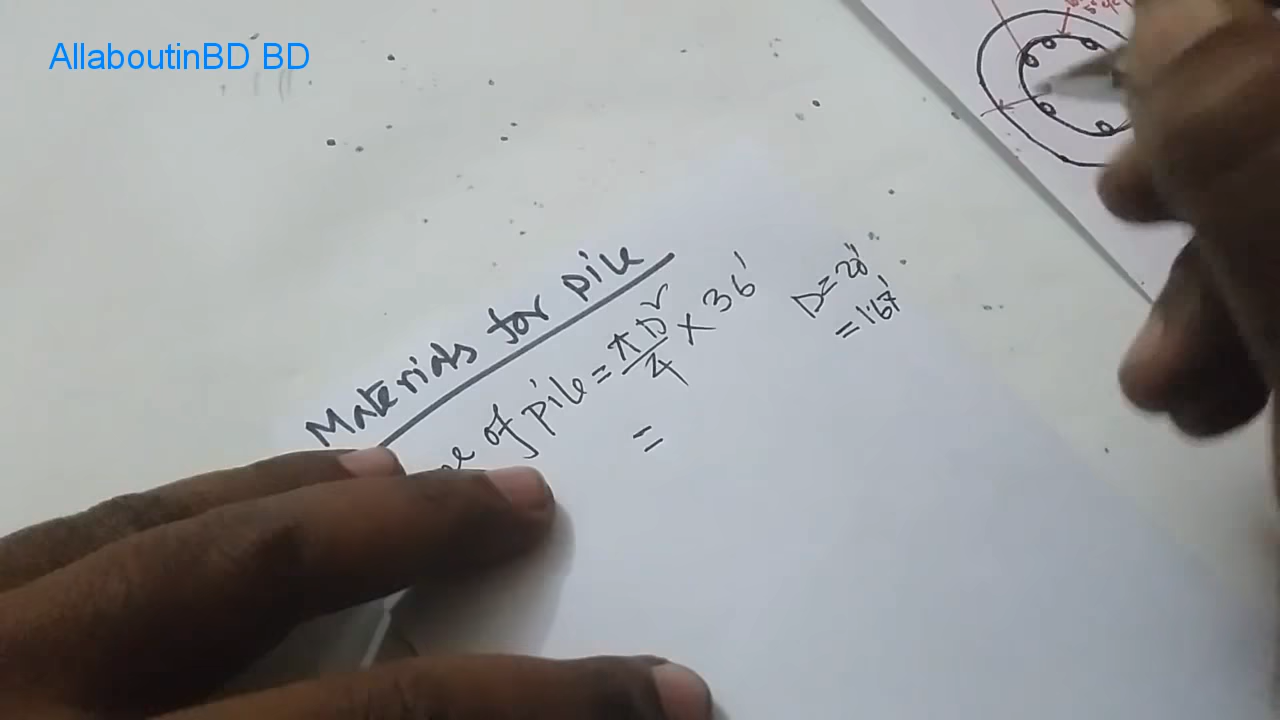 AllaboutinBD BD
Materials for pile
of pile = πD²/4 × 36'
=
D = 20"
= 1.67'